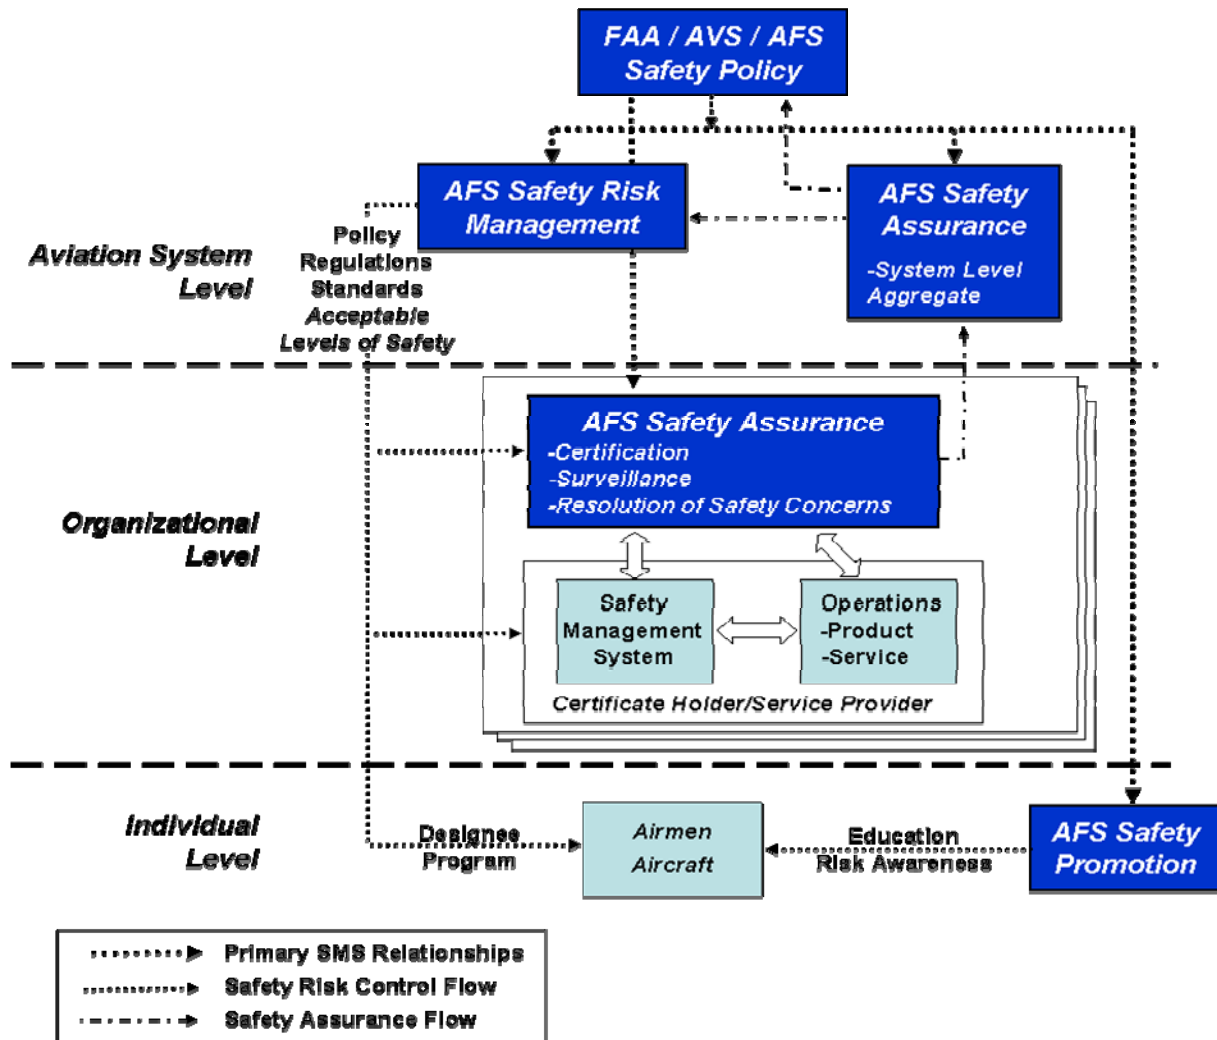 FAA / AVS / AFS
Safety Policy
AFS Safety Risk
Management
AFS Safety
Assurance
-System Level
Aggregate
Aviation System
Level
Policy
Regulations
Standards
Acceptable
Levels of Safety
AFS Safety Assurance
-Certification
-Surveillance
-Resolution of Safety Concerns
Organizational
Level
Safety
Management
System
Operations
-Product
-Service
Certificate Holder/Service Provider
Individual
Level
Designee
Program
Airmen
Aircraft
Education
Risk Awareness
AFS Safety
Promotion
Primary SMS Relationships
Safety Risk Control Flow
Safety Assurance Flow